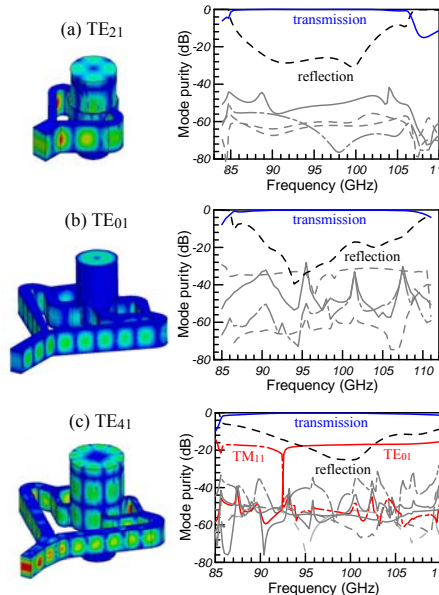 (a) TE21
0
-20
-40
-60
-80
Mode purity (dB)
transmission
reflection
85
90
95
100
105
Frequency (GHz)
(b) TE01
0
-20
-40
-60
-80
Mode purity (dB)
transmission
reflection
85
90
95
100
105
110
Frequency (GHz)
(c) TE41
0
-20
-40
-60
-80
Mode purity (dB)
transmission
TM11
TE01
reflection
85
90
95
100
105
Frequency (GHz)